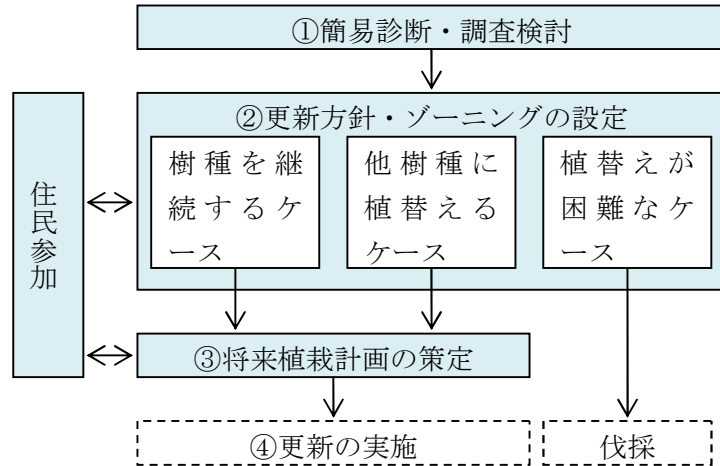 ①簡易診断・調査検討
住民参加
②更新方針・ゾーニングの設定
樹種を継
続するケ
ース
他樹種に
植替える
ケース
植替えが
困難なケ
ース
③将来植栽計画の策定
④更新の実施
伐採